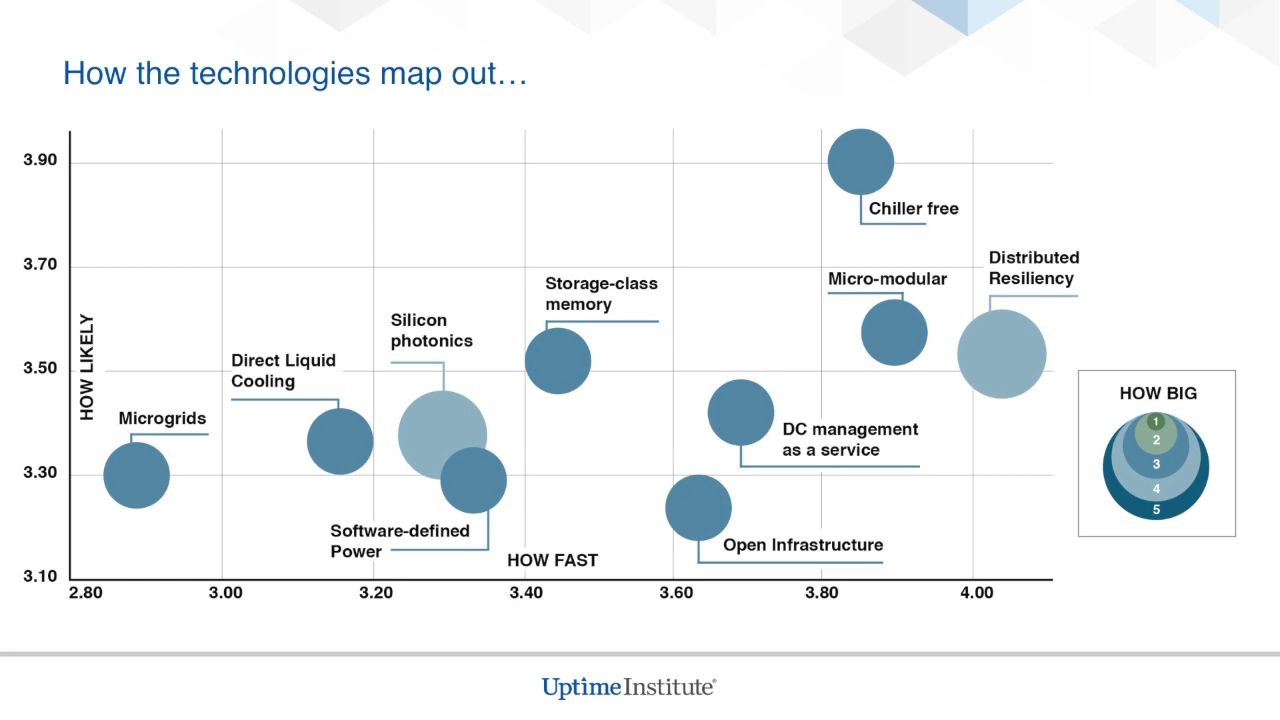 How the technologies map out…
3.90
3.70
3.50
3.30
3.10
HOW LIKELY
2.80
3.00
3.20
3.40
3.60
3.80
4.00
HOW FAST
Chiller free
Distributed
Resiliency
Micro-modular
Storage-class
memory
Silicon
photonics
Direct Liquid
Cooling
Microgrids
DC management
as a service
Software-defined
Power
Open Infrastructure
HOW BIG
1
2
3
4
5
UptimeInstitute®